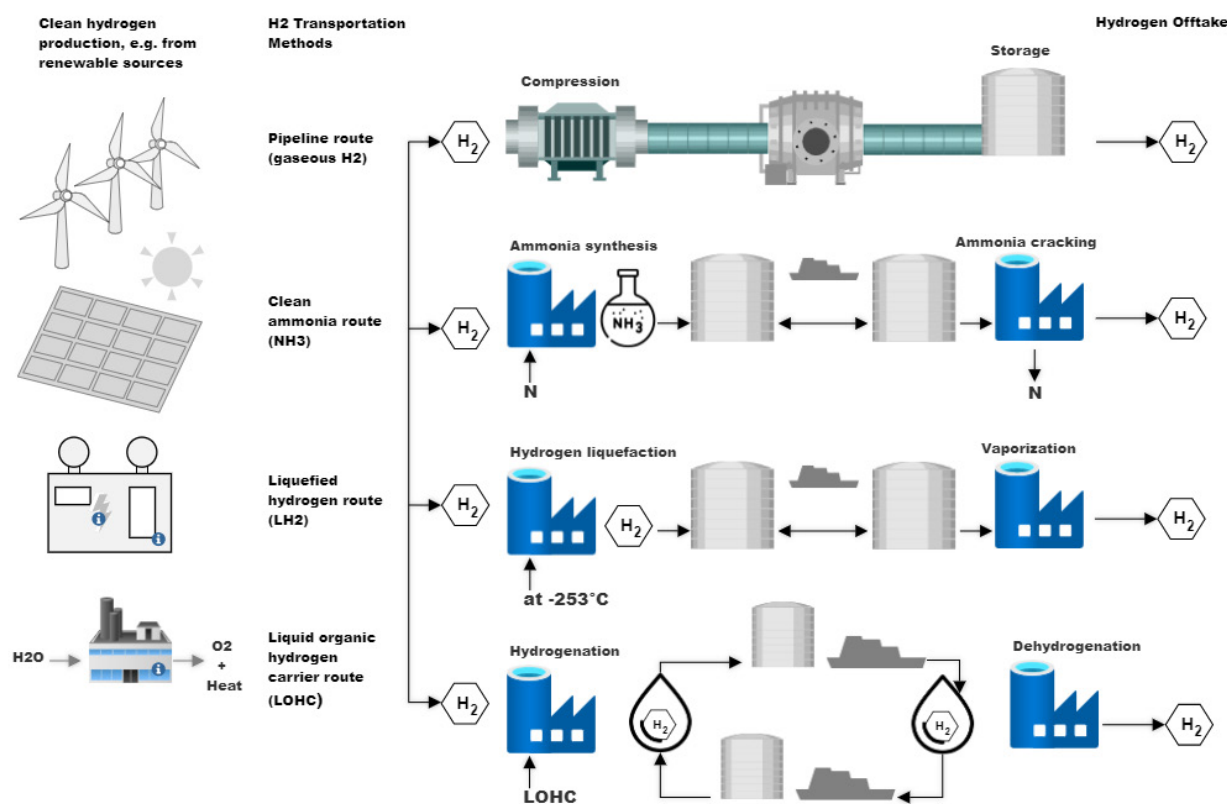 Clean hydrogen
production, e.g. from
renewable sources
H2 Transportation
Methods
Hydrogen Offtake
Storage
Compression
Pipeline route
(gaseous H2)
H2
H2
Ammonia synthesis
Ammonia cracking
Clean
ammonia route
(NH3)
H2
NH3
H2
N
N
Hydrogen liquefaction
Vaporization
Liquefied
hydrogen route
(LH2)
H2
H2
H2
at -253°C
H2O
O2
+
Heat
Liquid organic
hydrogen
carrier route
(LOHC)
H2
Hydrogenation
H2
H2
Dehydrogenation
H2
LOHC